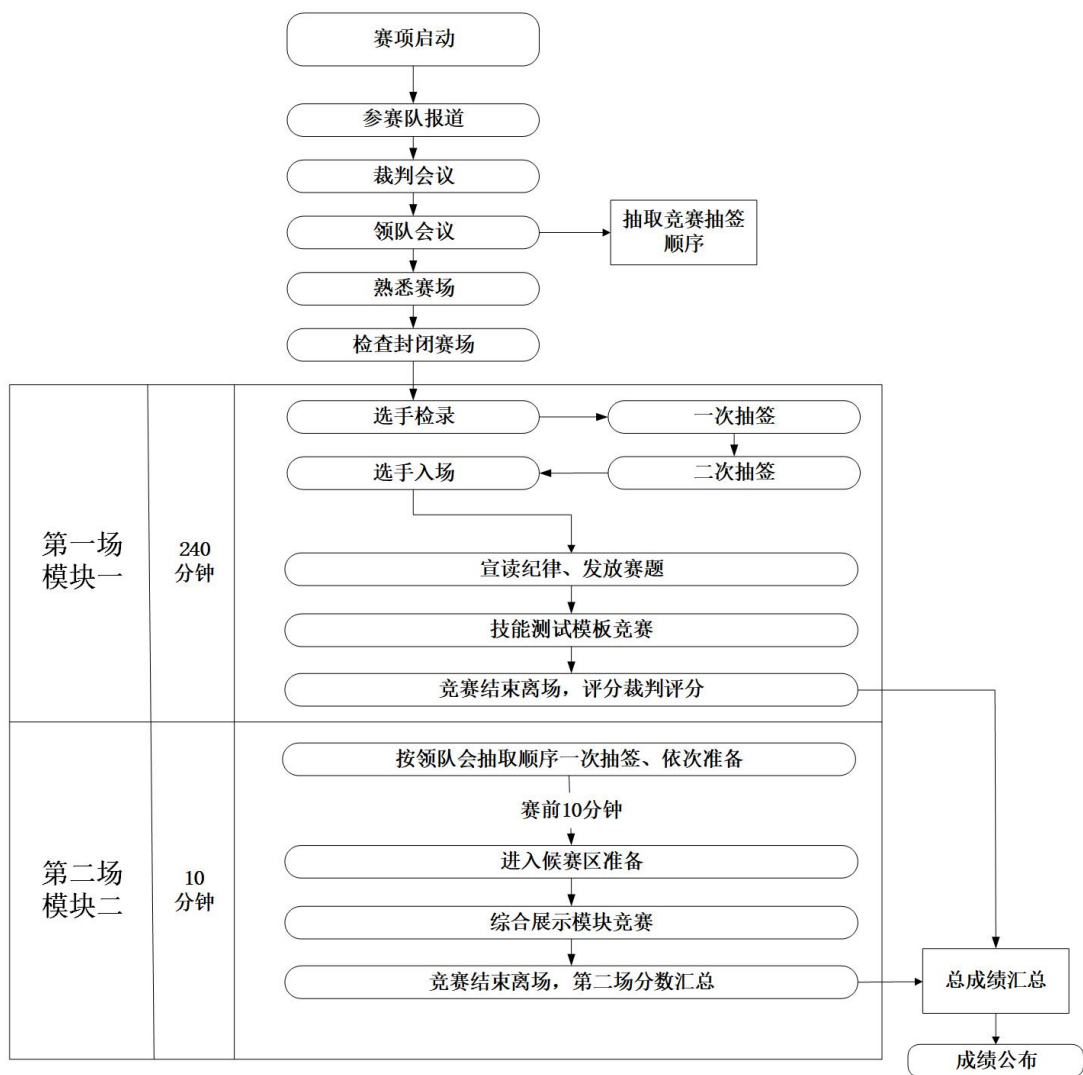 赛项启动
参赛队报道
裁判会议
领队会议
抽取竞赛抽签
顺序
熟悉赛场
检查封闭赛场
第一场
模块一
240
分钟
选手检录
一次抽签
二次抽签
选手入场
宣读纪律、发放赛题
技能测试模板竞赛
竞赛结束离场，评分裁判评分
第二场
模块二
10
分钟
按领队会抽取顺序一次抽签、依次准备
赛前10分钟
进入候赛区准备
综合展示模块竞赛
竞赛结束离场，第二场分数汇总
总成绩汇总
成绩公布